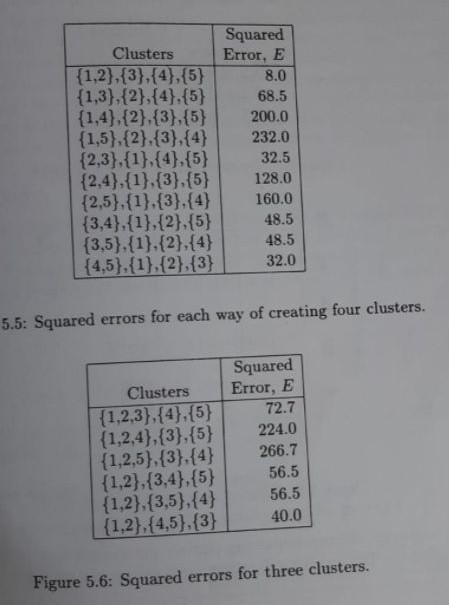 Squared
Clusters Error, E
{1,2},{3},{4},{5} 8.0
{1,3},{2},{4},{5} 68.5
{1,4},{2},{3},{5} 200.0
{1,5},{2},{3},{4} 232.0
{2,3},{1},{4},{5} 32.5
{2,4},{1},{3},{5} 128.0
{2,5},{1},{3},{4} 160.0
{3,4},{1},{2},{5} 48.5
{3,5},{1},{2},{4} 48.5
{4,5},{1},{2},{3} 32.0
5.5: Squared errors for each way of creating four clusters.
Squared
Clusters Error, E
{1,2,3},{4},{5} 72.7
{1,2,4},{3},{5} 224.0
{1,2,5},{3},{4} 266.7
{1,2},{3,4},{5} 56.5
{1,2},{3,5},{4} 56.5
{1,2},{4,5},{3} 40.0
Figure 5.6: Squared errors for three clusters.